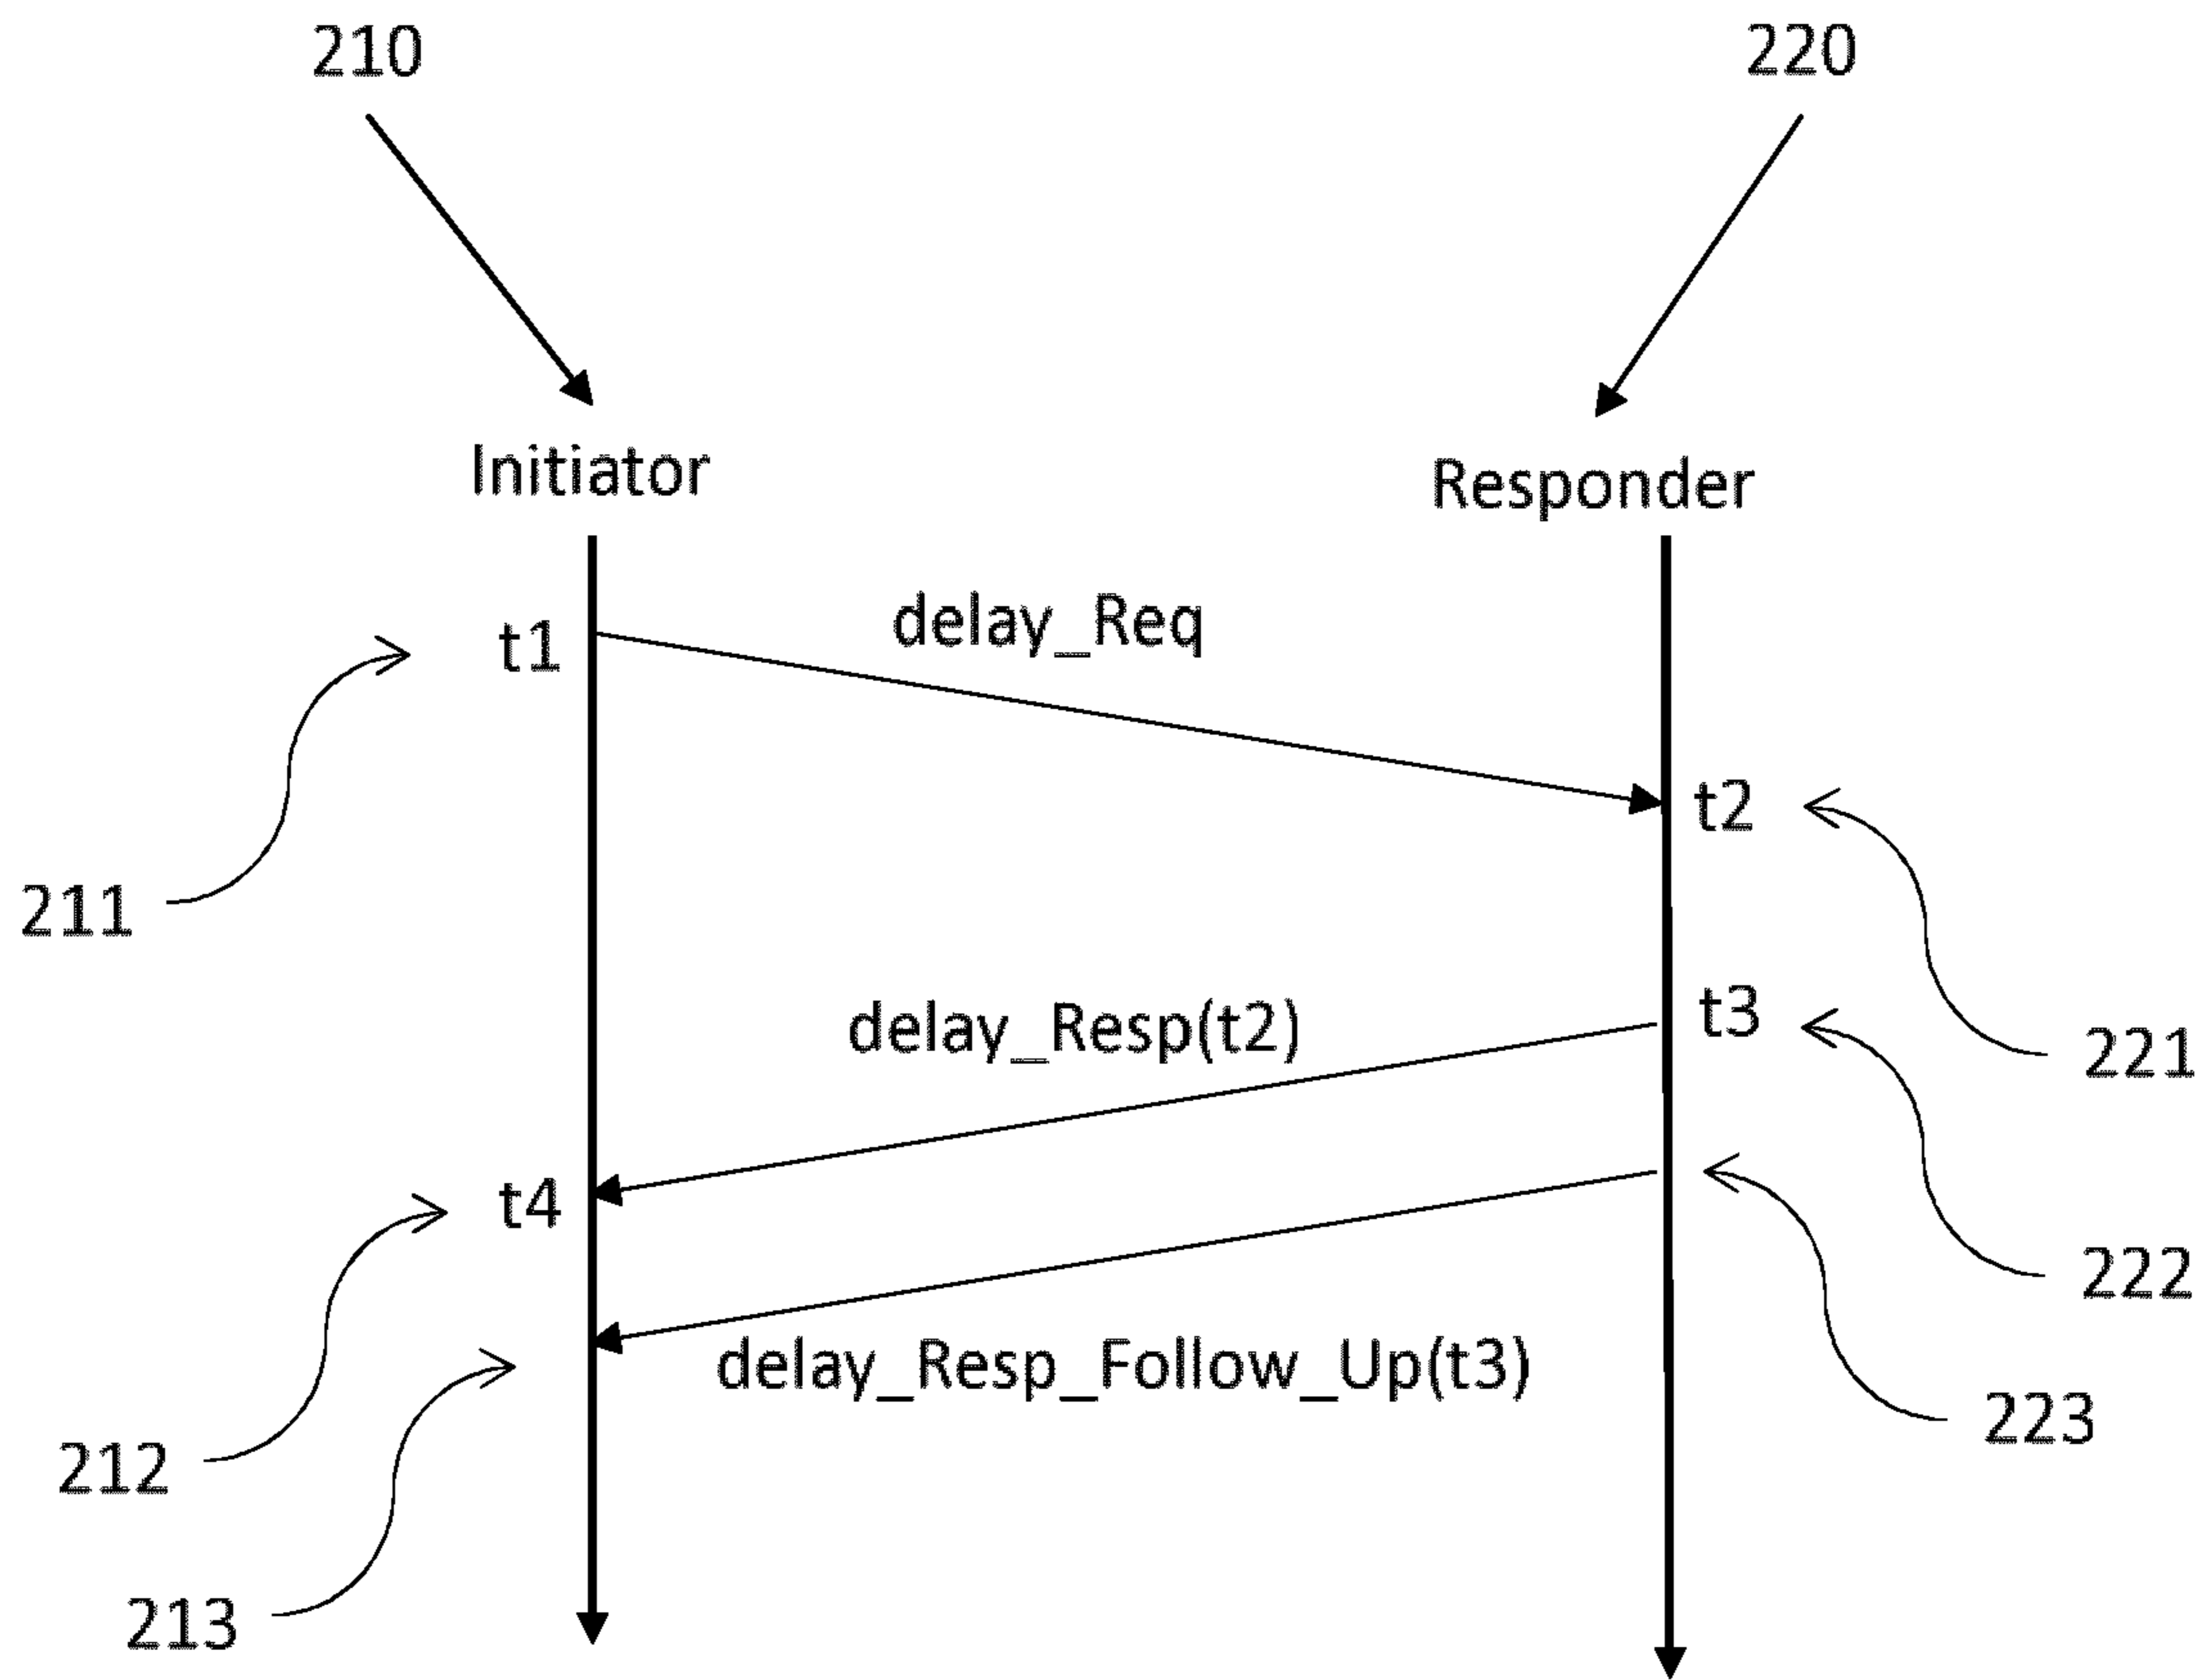 210
220
Initiator
Responder
delay_Req
t1
t2
211
delay_Resp(t2)
t3
221
t4
222
delay_Resp_Follow_Up(t3)
223
212
213